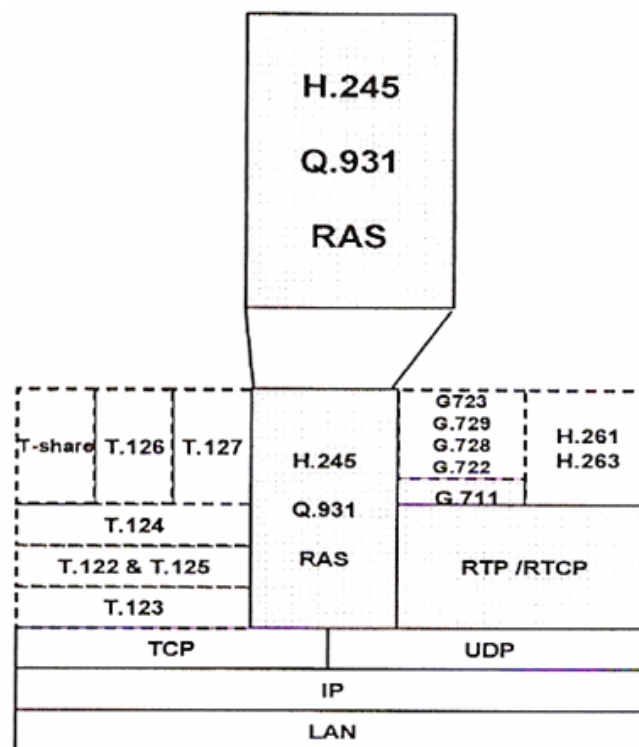 H.245
Q.931
RAS
T-share
T.126
T.127
T.124
T.122 & T.125
T.123
H.245
Q.931
RAS
G723
G.729
G.728
G.722
G.711
H.261
H.263
RTP /RTCP
TCP
UDP
IP
LAN